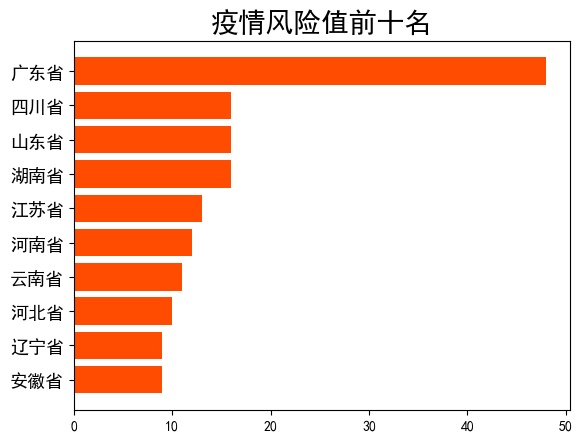 疫情风险值前十名
广东省
四川省
山东省
湖南省
江苏省
河南省
云南省
河北省
辽宁省
安徽省
0 10 20 30 40 50